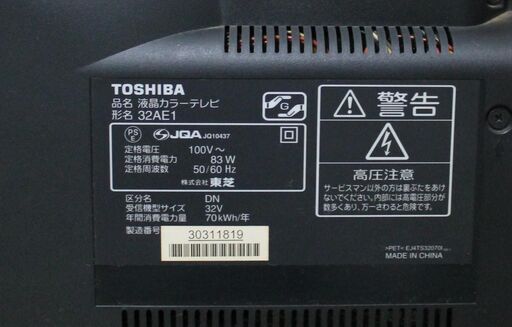 TOSHIBA
品名 液晶カラーテレビ
形名 32AE1
PS
E
JQA JQ10437
定格電圧 100V~
定格消費電力 83 W
定格周波数 50/60 Hz
株式会社 東芝
区分名 DN
受信機型サイズ 32V
年間消費電力量 70kWh/年
製造番号 30311819
G
警告
高圧注意
サービスマン以外の方は裏ぶたをあけ
ないでください。内部には高電圧部分が
数多くあり、万一さわると危険です。
>PET< EJ4TS32070I
MADE IN CHINA